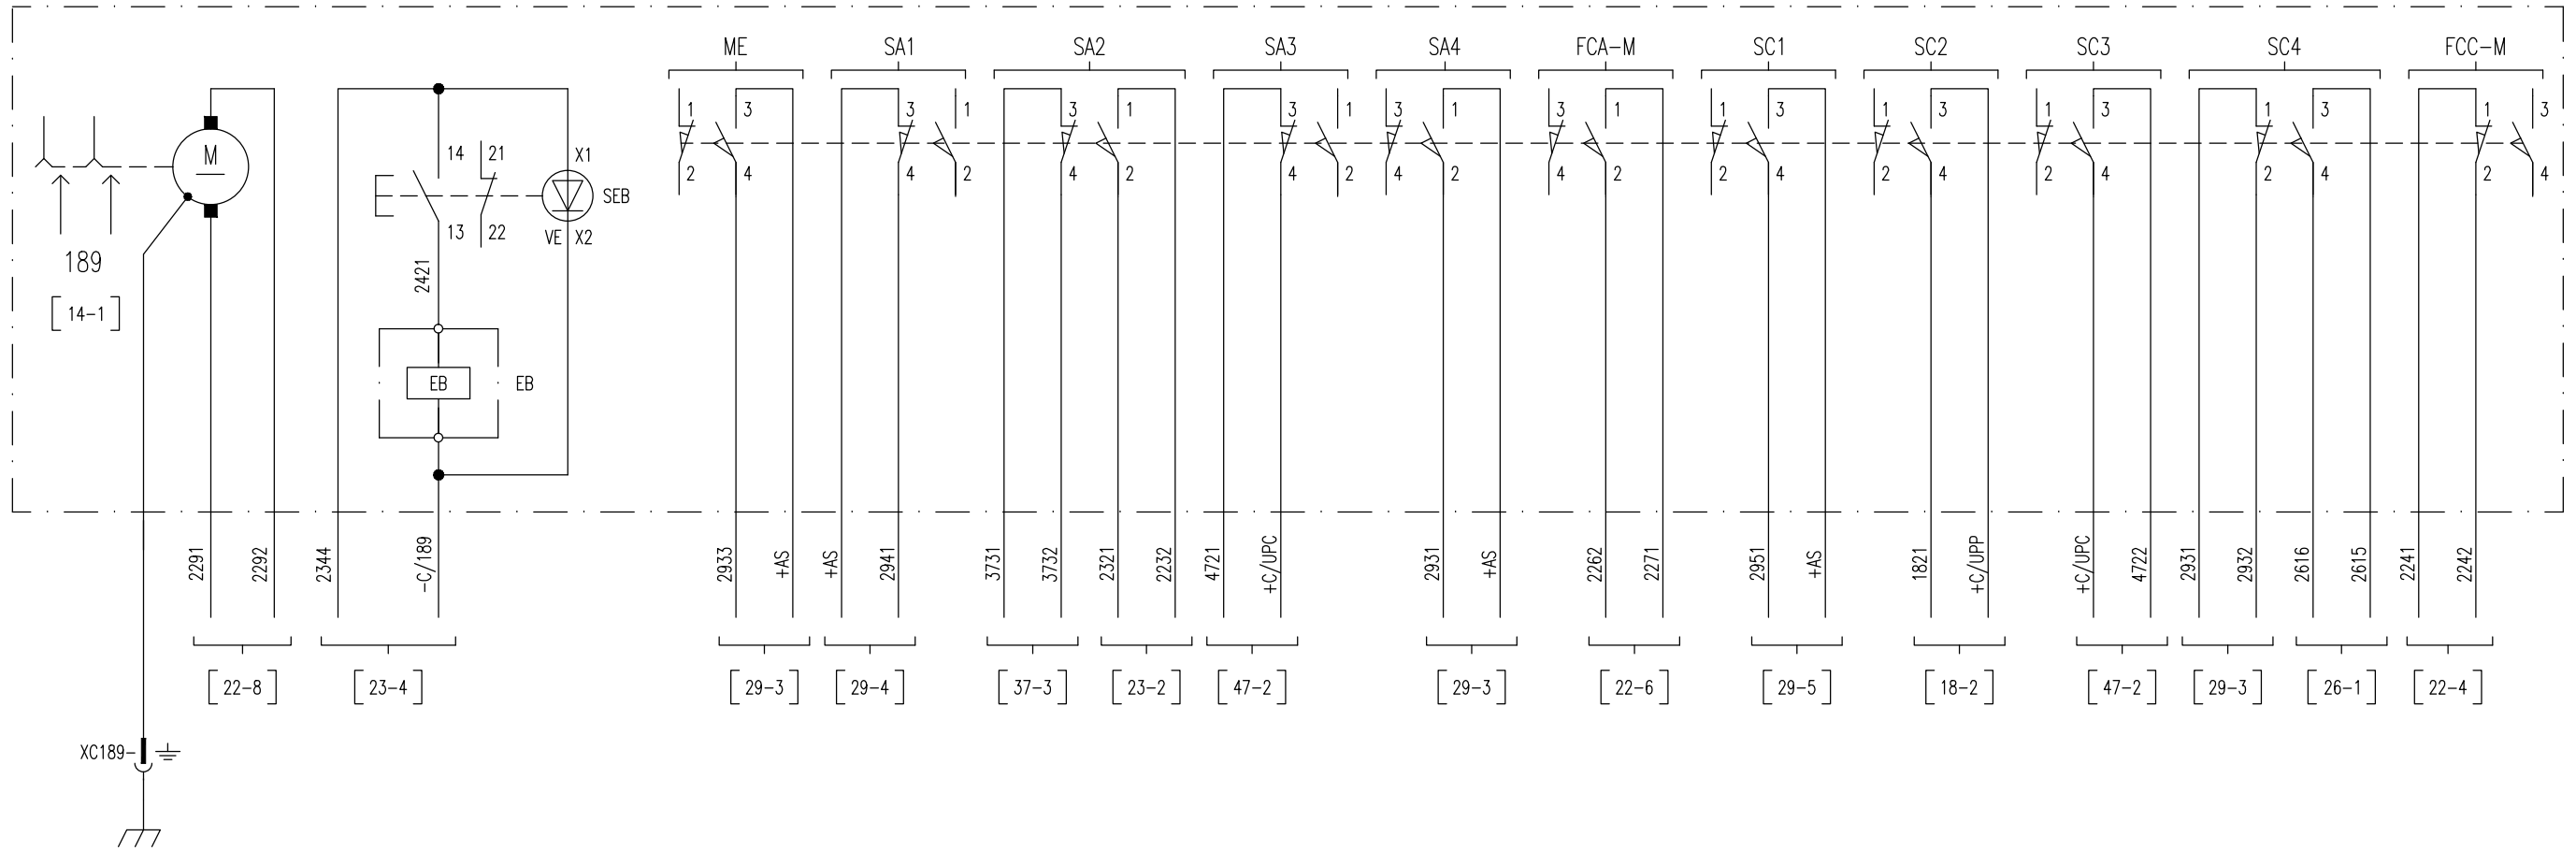 ME SA1 SA2 SA3 SA4 FCA-M SC1 SC2 SC3 SC4 FCC-M
1 3 3 1 3 1 3 1 3 1 3 1 1 3 1 3 1 3 1 3 1 3
M 14 21 X1
2 4 4 2 4 2 4 2 4 2 4 2 2 4 2 4 2 4 2 4 2 4
SEB
13 22 VE X2
189
2421
[14-1]
EB EB
2291 2292 2344 -C/189 2933 +AS +AS 2941 3731 3732 2321 2232 4721 +C/UPC 2931 +AS 2262 2271 2951 +AS 1821 +C/UPP +C/UPC 4722 2931 2932 2616 2615 2241 2242
[22-8] [23-4] [29-3] [29-4] [37-3] [23-2] [47-2] [29-3] [22-6] [29-5] [18-2] [47-2] [29-3] [26-1] [22-4]
XC189-